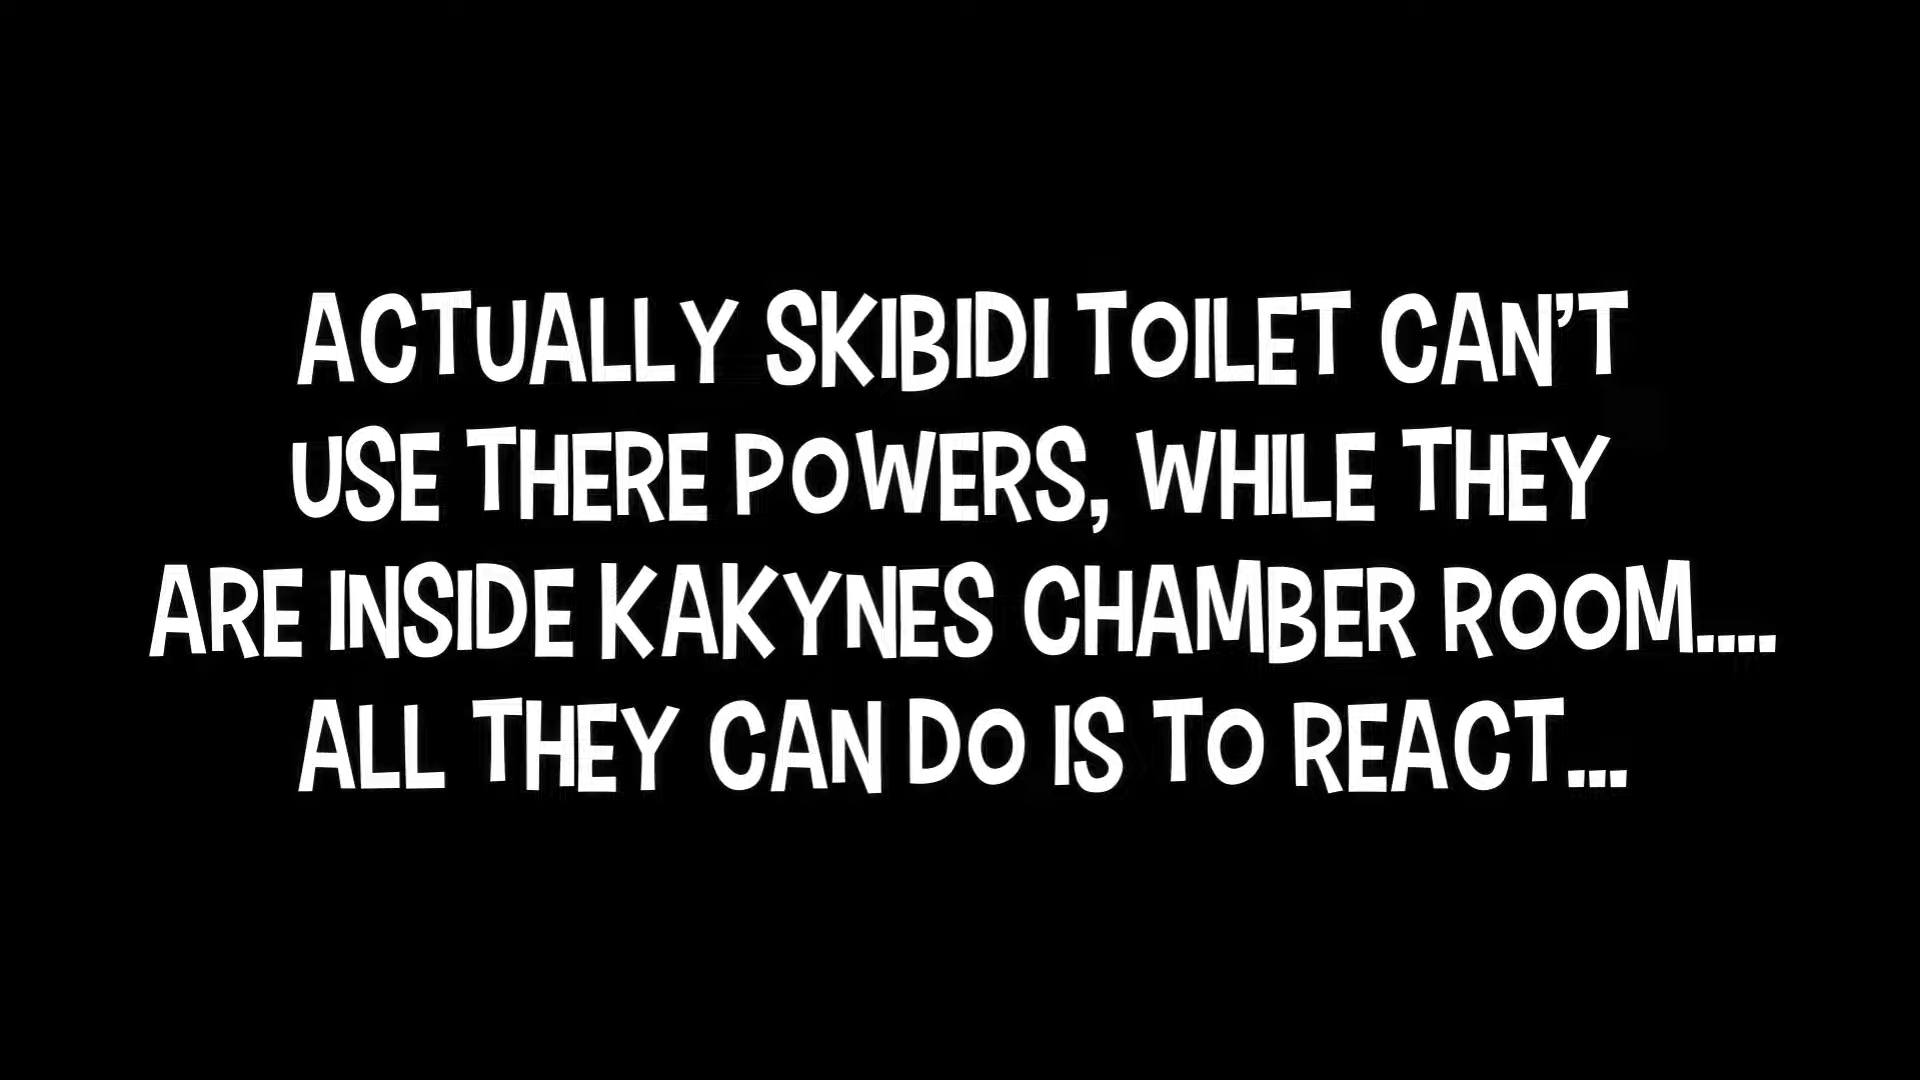 ACTUALLY SKIBIDI TOILET CAN'T
USE THERE POWERS, WHILE THEY
ARE INSIDE KAKYNES CHAMBER ROOM....
ALL THEY CAN DO IS TO REACT...